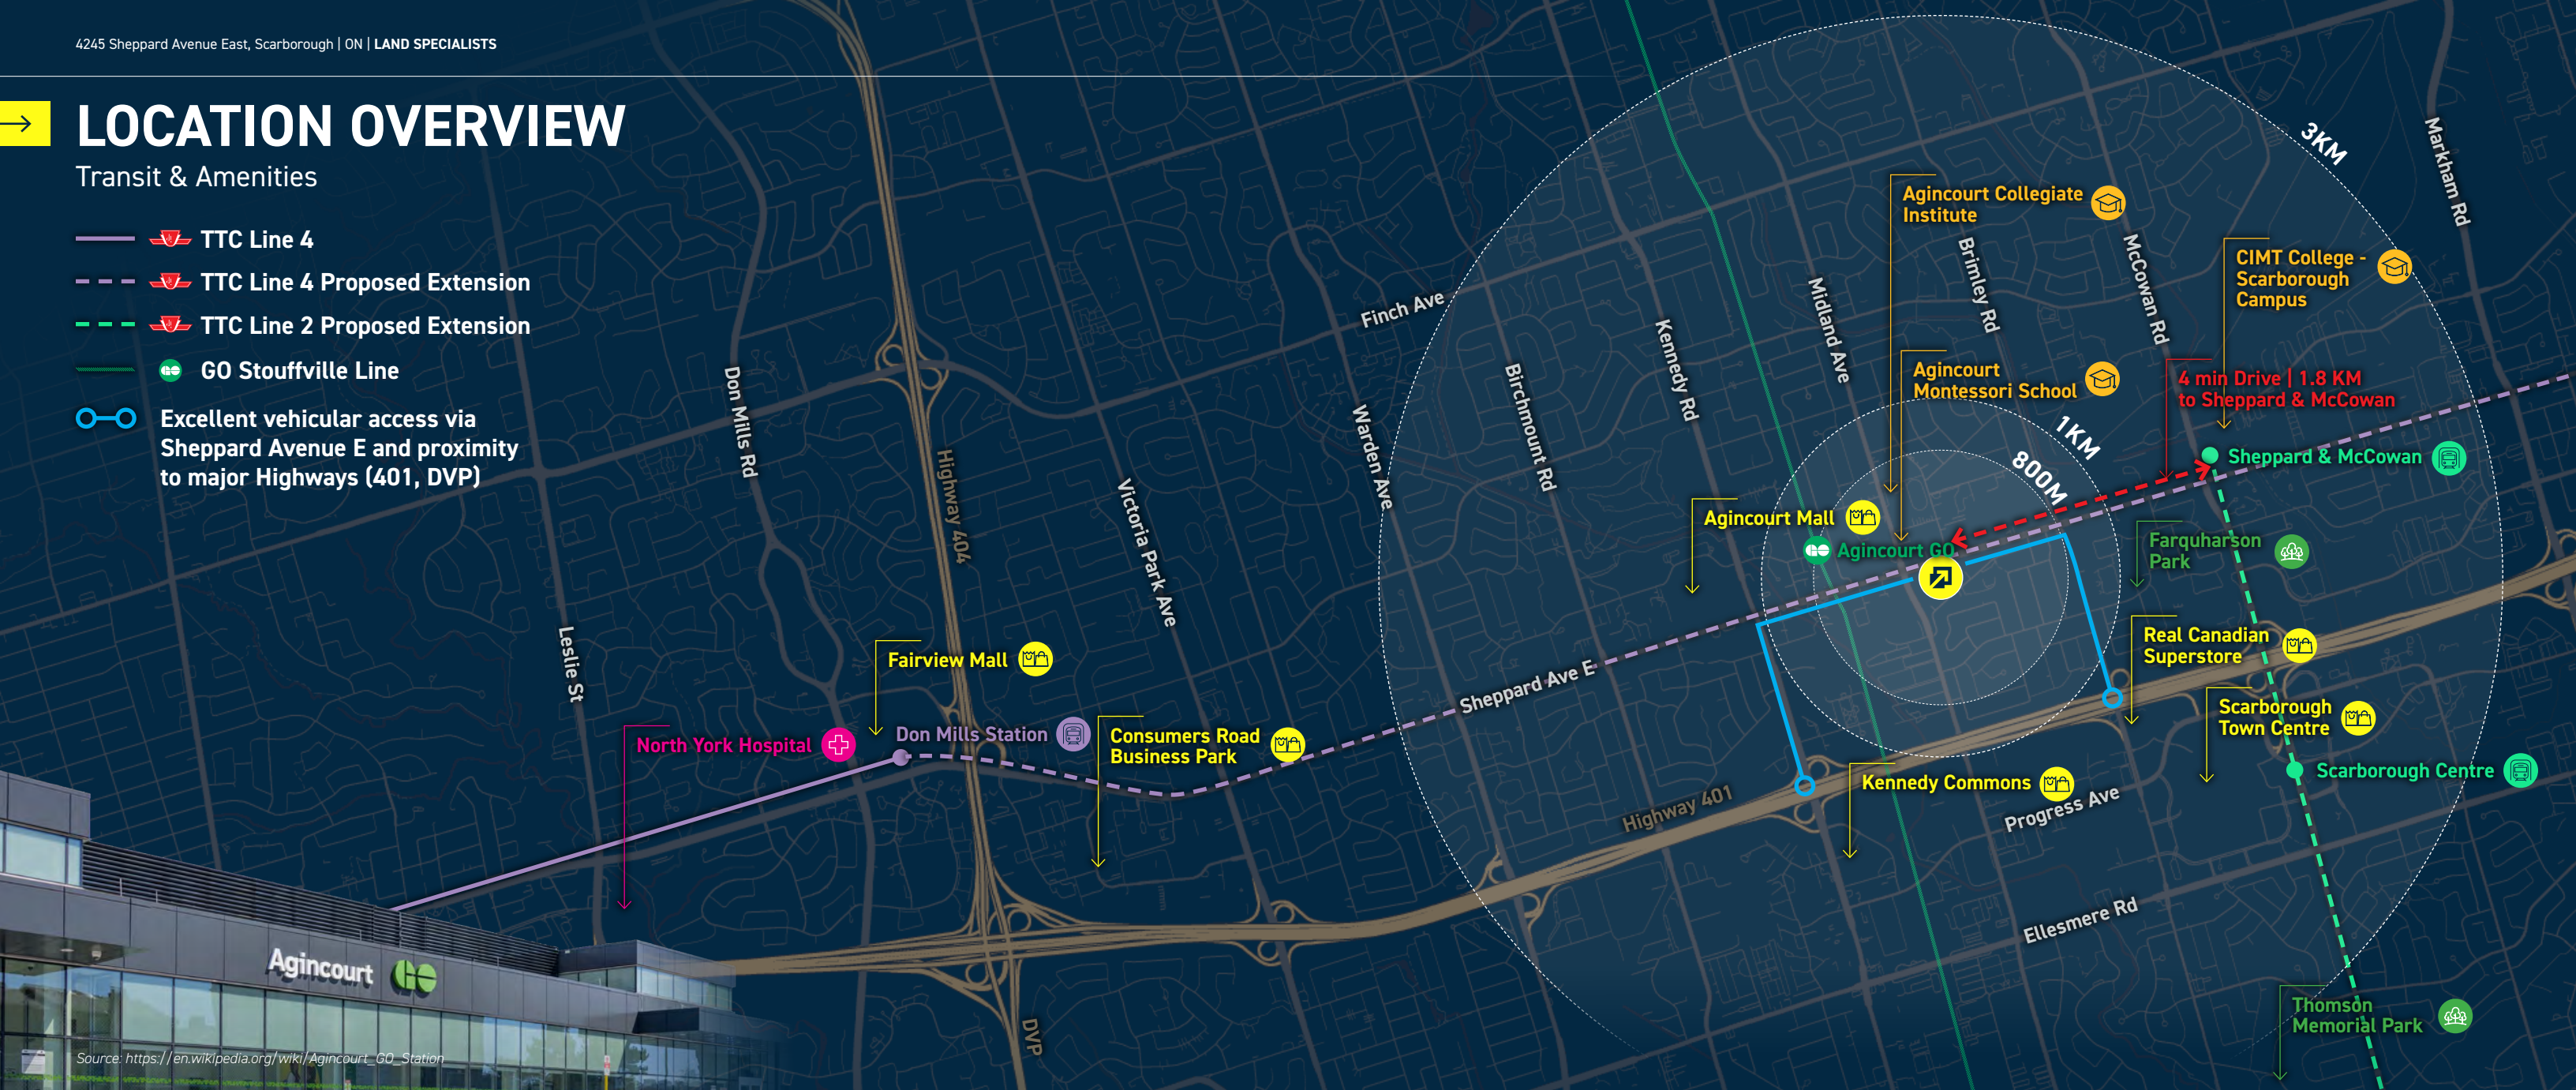 4245 Sheppard Avenue East, Scarborough | ON | LAND SPECIALISTS
LOCATION OVERVIEW
Transit & Amenities
TTC Line 4
TTC Line 4 Proposed Extension
TTC Line 2 Proposed Extension
GO Stouffville Line
Excellent vehicular access via
Sheppard Avenue E and proximity
to major Highways (401, DVP)
3KM
Markham Rd
Agincourt Collegiate
Institute
Brimley Rd
McCowan Rd
CIMT College -
Scarborough
Campus
Finch Ave
Midland Ave
Kennedy Rd
Birchmount Rd
Warden Ave
Don Mills Rd
Highway 404
Victoria Park Ave
Leslie St
Agincourt
Montessori School
4 min Drive | 1.8 KM
to Sheppard & McCowan
1KM
800M
Sheppard & McCowan
Agincourt Mall
Agincourt GO
Farquharson
Park
Real Canadian
Superstore
Fairview Mall
Sheppard Ave E
Scarborough
Town Centre
North York Hospital
Don Mills Station
Consumers Road
Business Park
Scarborough Centre
Kennedy Commons
Highway 401
Progress Ave
Ellesmere Rd
Agincourt GO
DVP
Thomson
Memorial Park
Source: https://en.wikipedia.org/wiki/Agincourt_GO_Station